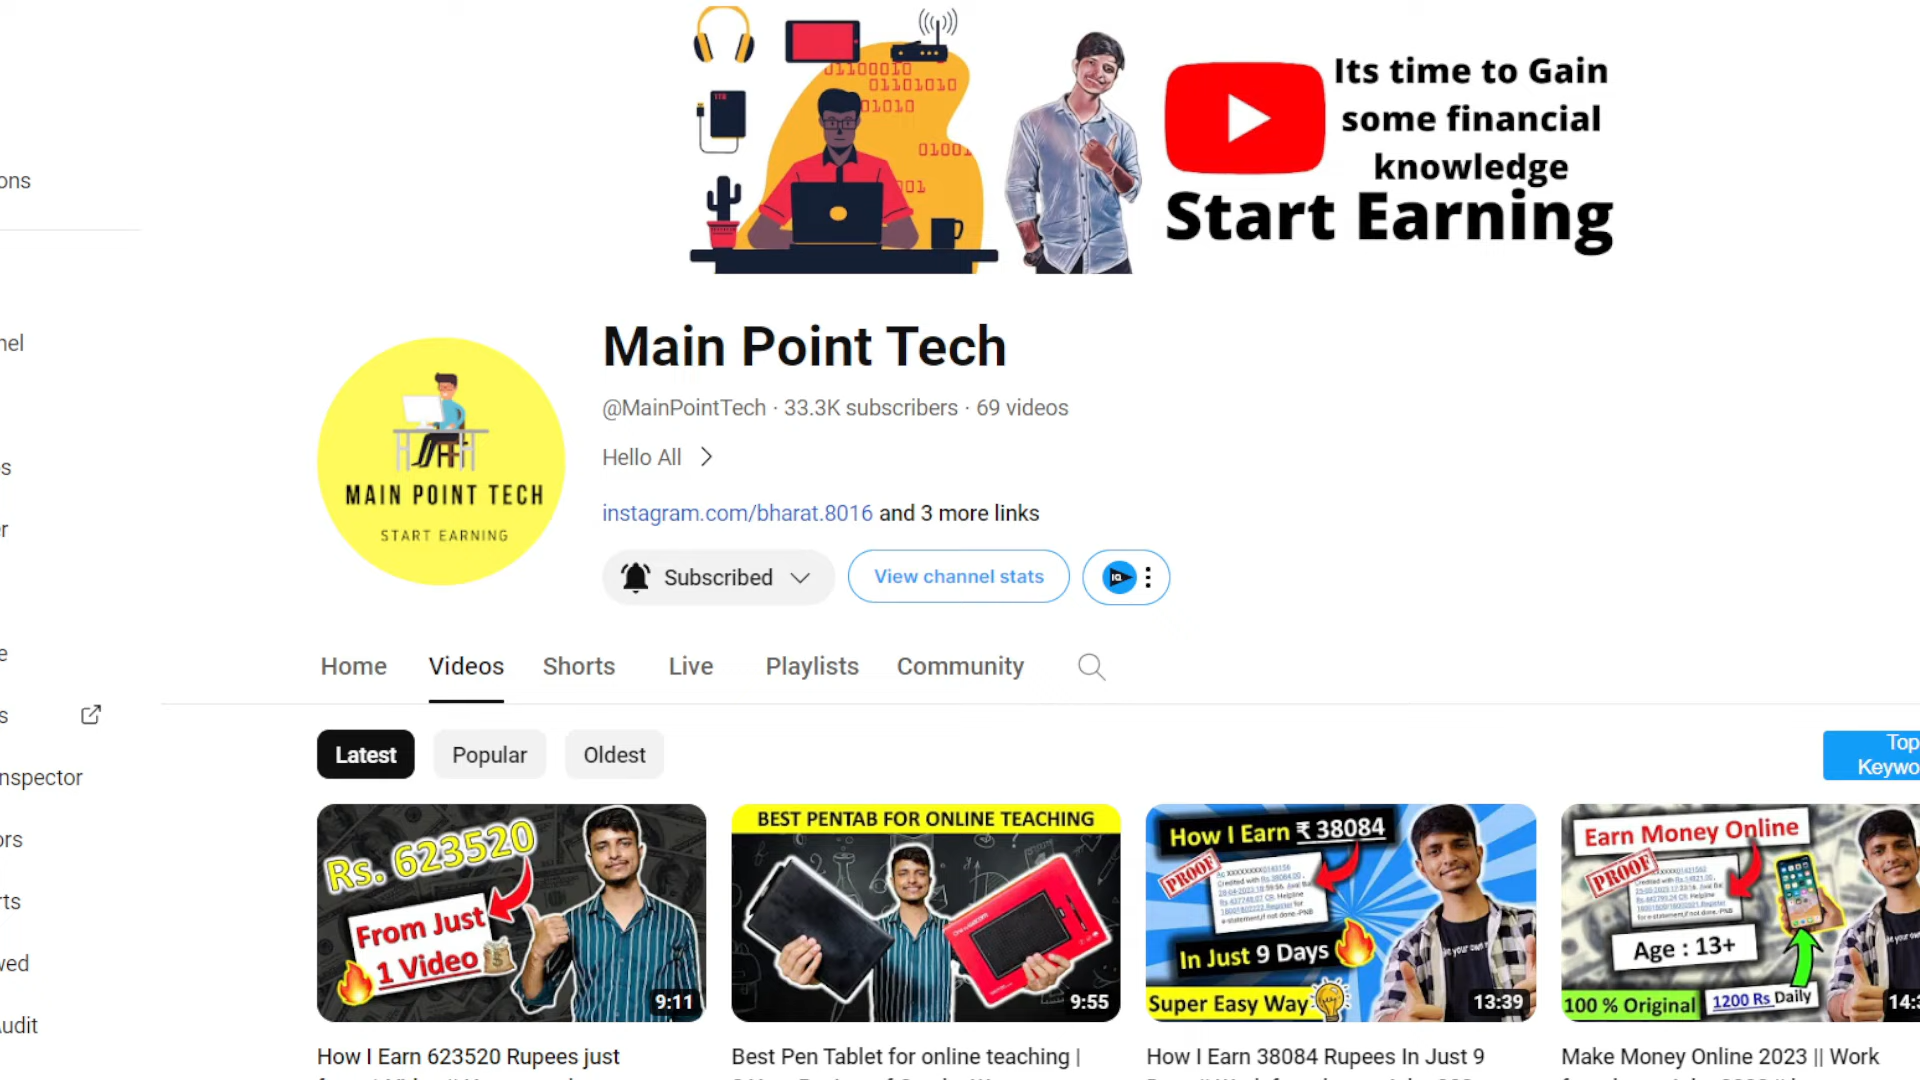 Its time to Gain
some financial
knowledge
Start Earning
01100010
01101010
01010
01001
001
1TB
ons
nel
s
r
e
s
nspector
ors
rts
ved
Audit
MAIN POINT TECH
START EARNING
Main Point Tech
@MainPointTech · 33.3K subscribers · 69 videos
Hello All
instagram.com/bharat.8016 and 3 more links
Subscribed
View channel stats
IQ
Home Videos Shorts Live Playlists Community
Latest Popular Oldest
Top
Keywo
Rs. 623520
From Just
1 Video
9:11
BEST PENTAB FOR ONLINE TEACHING
9:55
How I Earn ₹ 38084
PROOF
In Just 9 Days
Super Easy Way
13:39
Earn Money Online
PROOF
Age : 13+
100 % Original
1200 Rs Daily
14:3
How I Earn 623520 Rupees just
Best Pen Tablet for online teaching |
How I Earn 38084 Rupees In Just 9
Make Money Online 2023 || Work